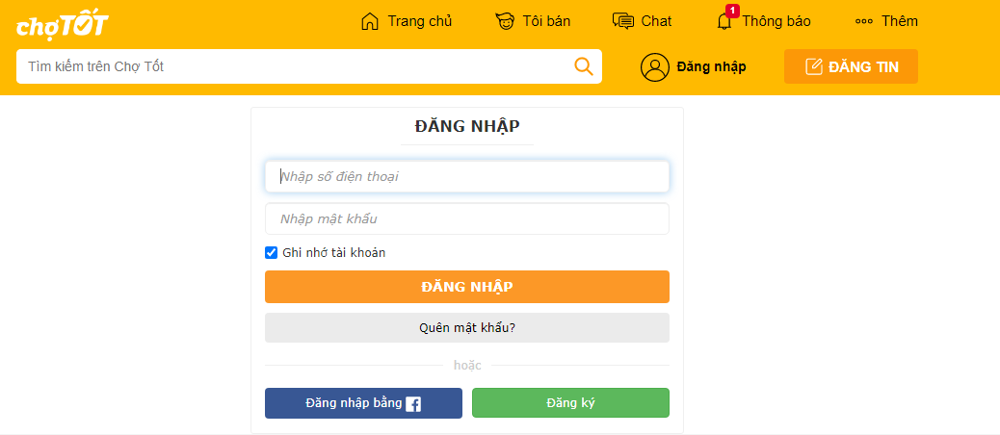 chợTỐT
Trang chủ
Tôi bán
Chat
1
Thông báo
Thêm
Tìm kiếm trên Chợ Tốt
Đăng nhập
ĐĂNG TIN
ĐĂNG NHẬP
Nhập số điện thoại
Nhập mật khẩu
Ghi nhớ tài khoản
ĐĂNG NHẬP
Quên mật khẩu?
hoặc
Đăng nhập bằng
Đăng ký